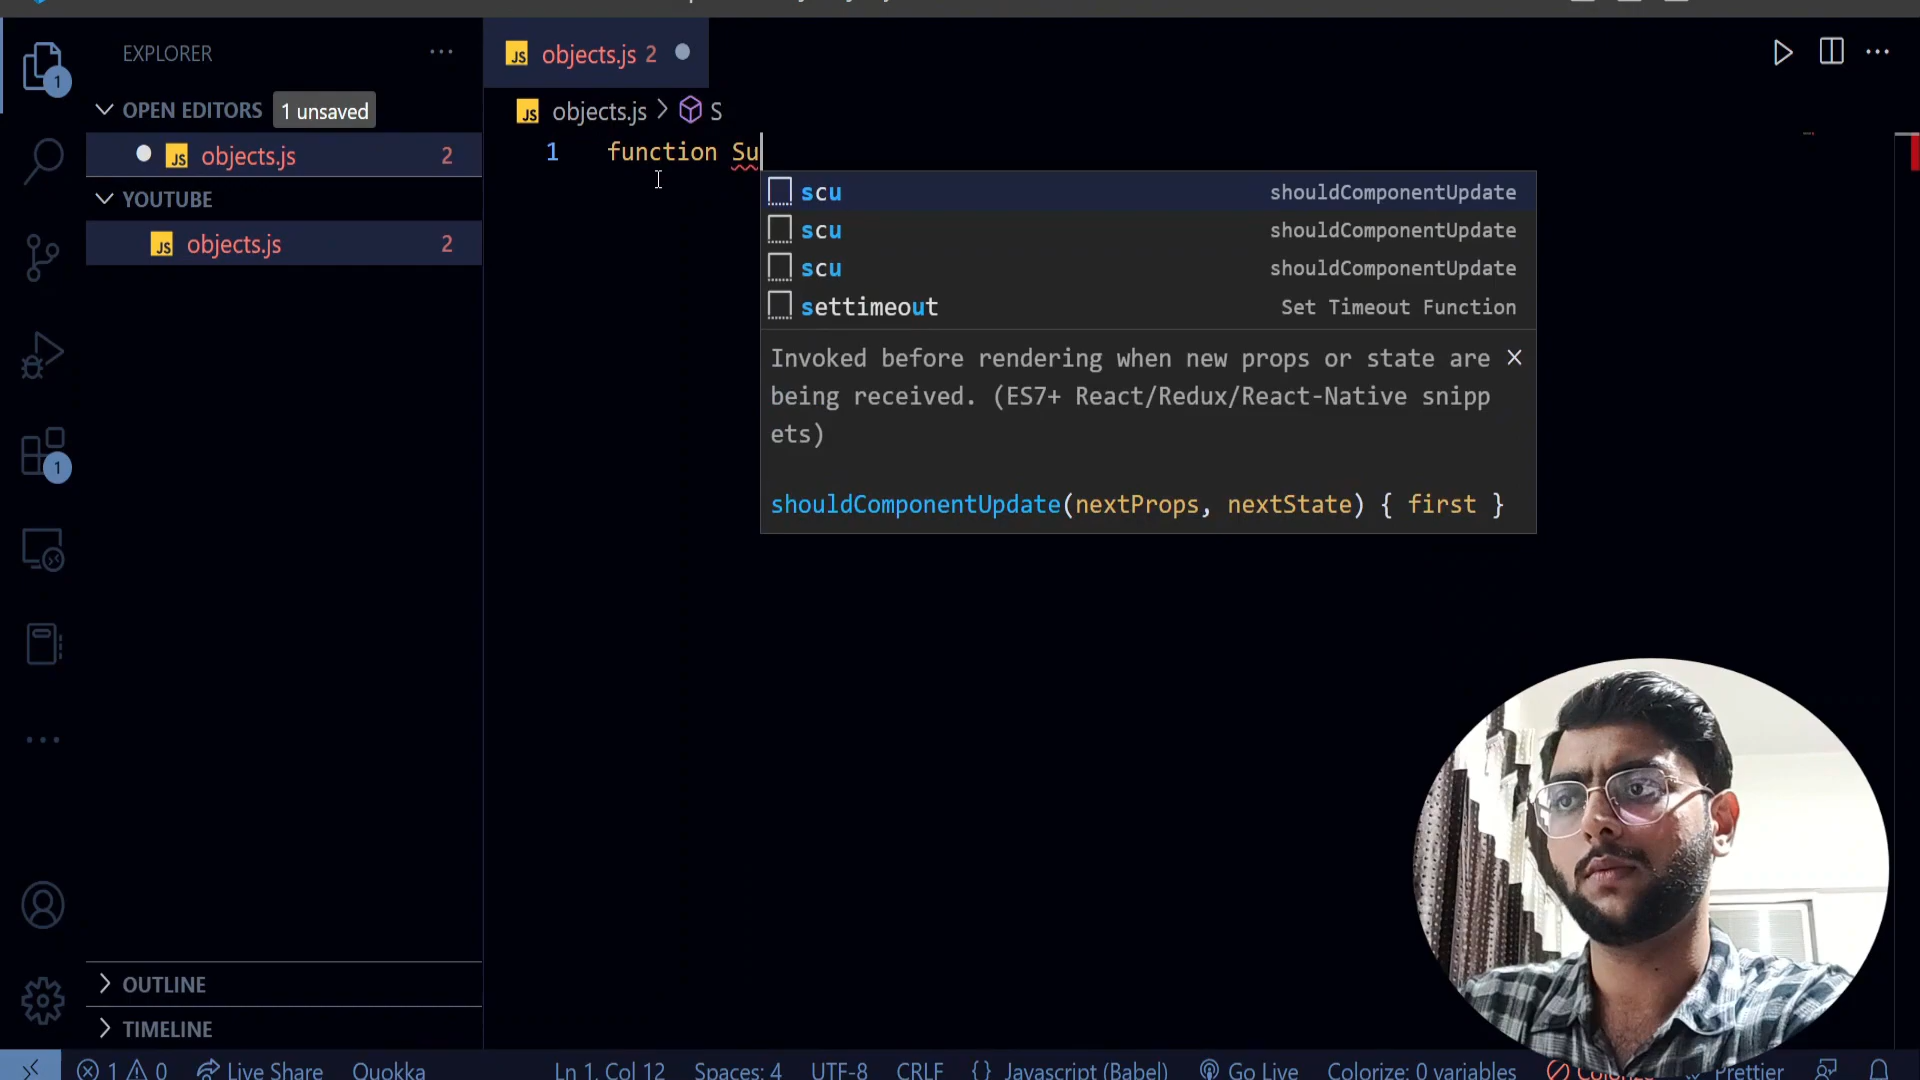 EXPLORER
OPEN EDITORS 1 unsaved
objects.js 2
YOUTUBE
objects.js 2
OUTLINE
TIMELINE
1
1
objects.js 2
objects.js > S
1 function Su
scu shouldComponentUpdate
scu shouldComponentUpdate
scu shouldComponentUpdate
settimeout Set Timeout Function
Invoked before rendering when new props or state are
being received. (ES7+ React/Redux/React-Native snipp
ets)
shouldComponentUpdate(nextProps, nextState) { first }
1 0 Live Share Quokka Ln 1, Col 12 Spaces: 4 UTF-8 CRLF {} Javascript (Babel) Go Live Colorize: 0 variables Prettier